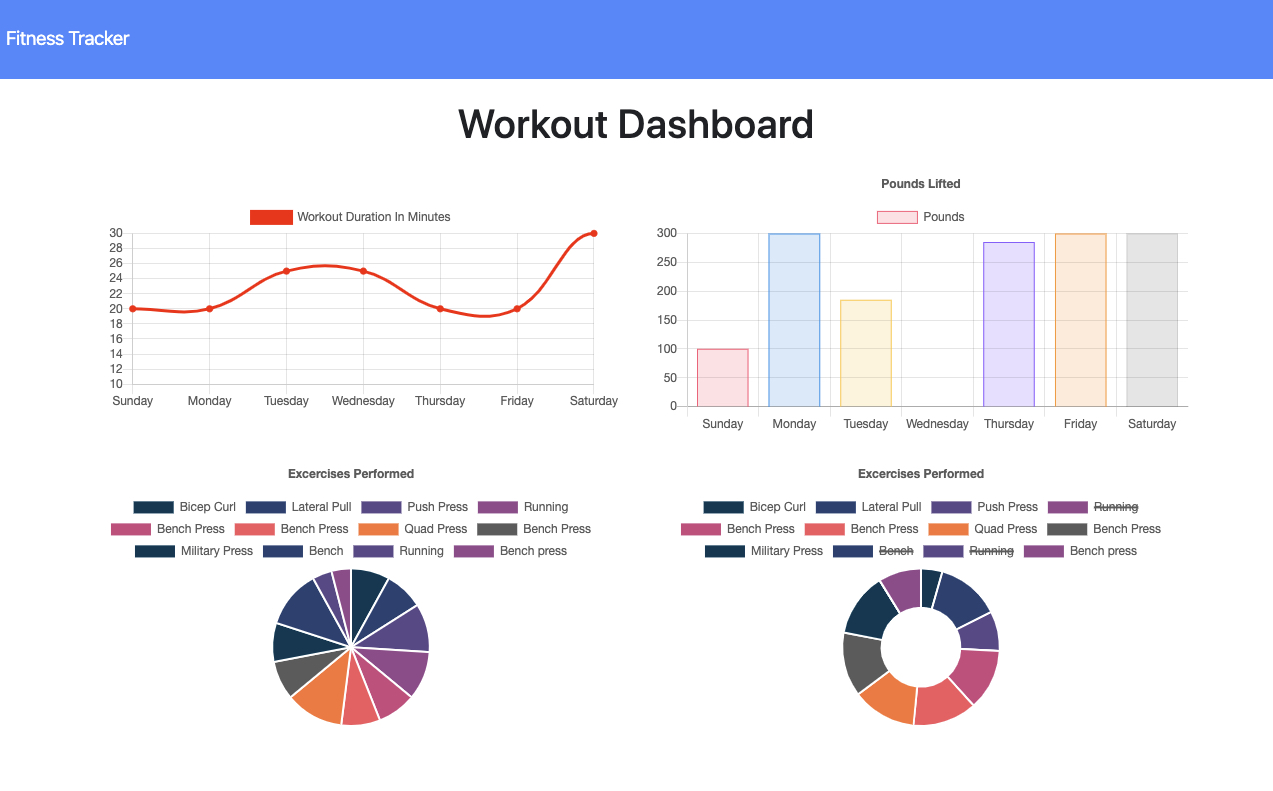 Fitness Tracker
Workout Dashboard
Workout Duration In Minutes
30
28
26
24
22
20
18
16
14
12
10
Sunday Monday Tuesday Wednesday Thursday Friday Saturday
Pounds Lifted
Pounds
300
250
200
150
100
50
0
Sunday Monday Tuesday Wednesday Thursday Friday Saturday
Excercises Performed
Bicep Curl Lateral Pull Push Press Running
Bench Press Bench Press Quad Press Bench Press
Military Press Bench Running Bench press
Excercises Performed
Bicep Curl Lateral Pull Push Press Running
Bench Press Bench Press Quad Press Bench Press
Military Press Bench Running Bench press